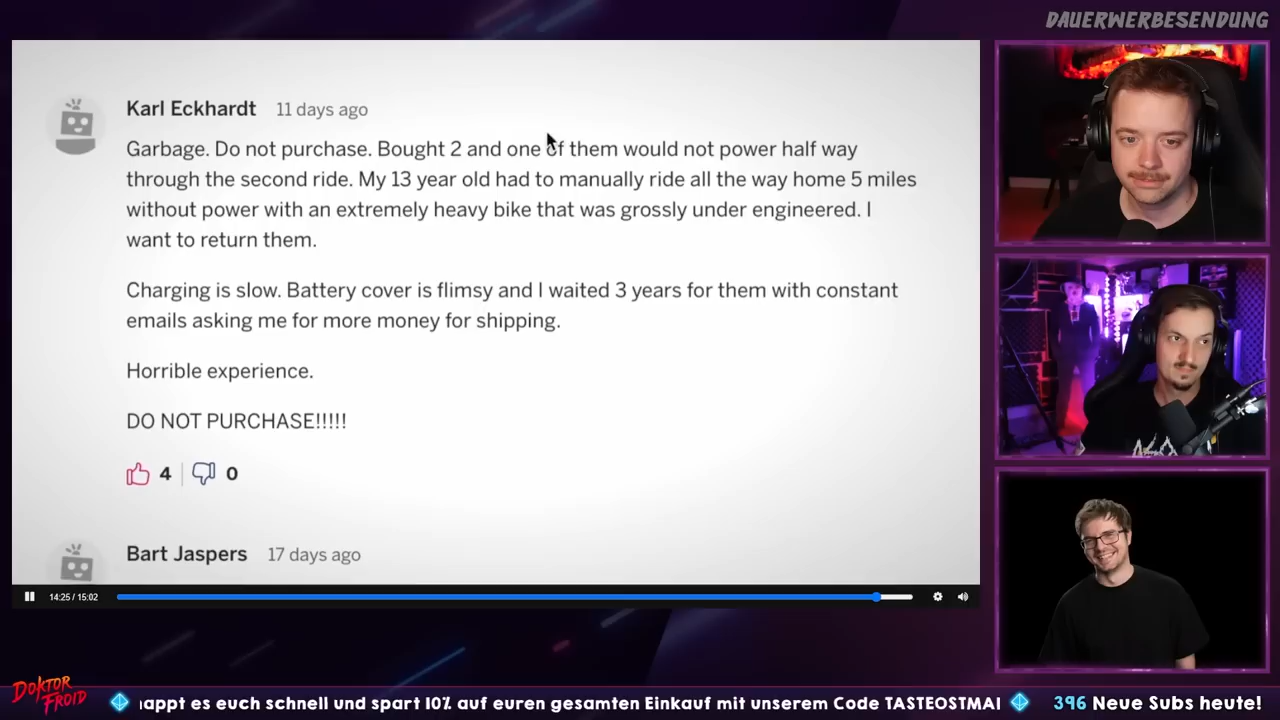 DAUERWERBESENDUNG
Karl Eckhardt 11 days ago
Garbage. Do not purchase. Bought 2 and one of them would not power half way
through the second ride. My 13 year old had to manually ride all the way home 5 miles
without power with an extremely heavy bike that was grossly under engineered. I
want to return them.
Charging is slow. Battery cover is flimsy and I waited 3 years for them with constant
emails asking me for more money for shipping.
Horrible experience.
DO NOT PURCHASE!!!!!
4 0
Bart Jaspers 17 days ago
14:25 / 15:02
DOKTOR
FROID
happt es euch schnell und spart 10% auf euren gesamten Einkauf mit unserem Code TASTEOSTMA
396 Neue Subs heute!